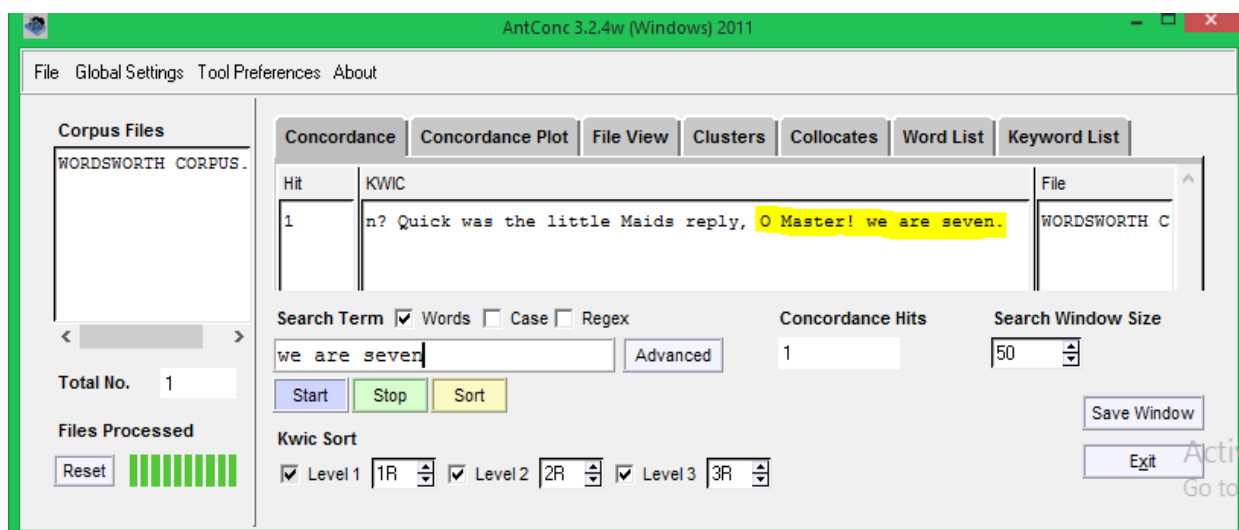 AntConc 3.2.4w (Windows) 2011
File Global Settings Tool Preferences About
Corpus Files
WORDSWORTH CORPUS.
Concordance Concordance Plot File View Clusters Collocates Word List Keyword List
Hit KWIC File
1 n? Quick was the little Maids reply, O Master! we are seven. WORDSWORTH C
Search Term Words Case Regex Concordance Hits Search Window Size
we are seven Advanced 1 50
Total No. 1
Start Stop Sort
Save Window
Files Processed
Kwic Sort
Reset Level 1 1R Level 2 2R Level 3 3R
Exit
Acti
Go to